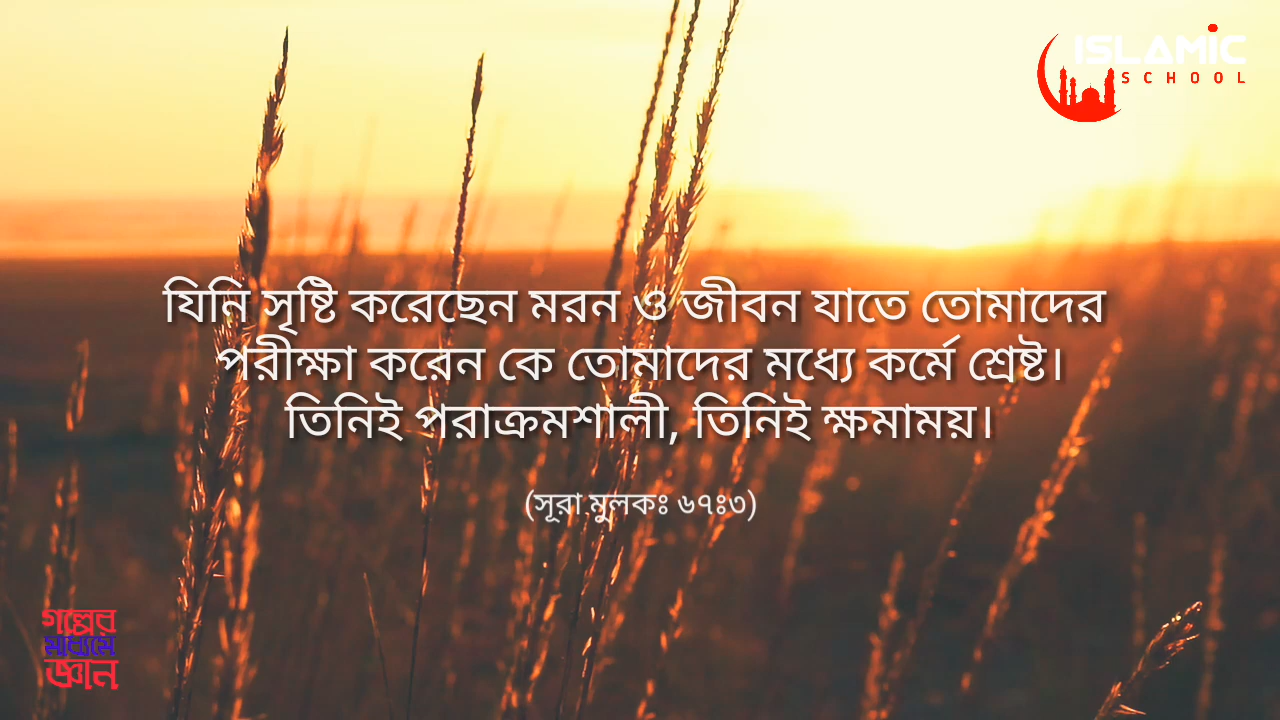 ISLAMIC
SCHOOL
যিনি সৃষ্টি করেছেন মরন ও জীবন যাতে তোমাদের
পরীক্ষা করেন কে তোমাদের মধ্যে কর্মে শ্রেষ্ট।
তিনিই পরাক্রমশালী, তিনিই ক্ষমাময়।
(সূরা মুলকঃ ৬৭ঃ৩)
গল্পের
মাধ্যমে
জ্ঞান